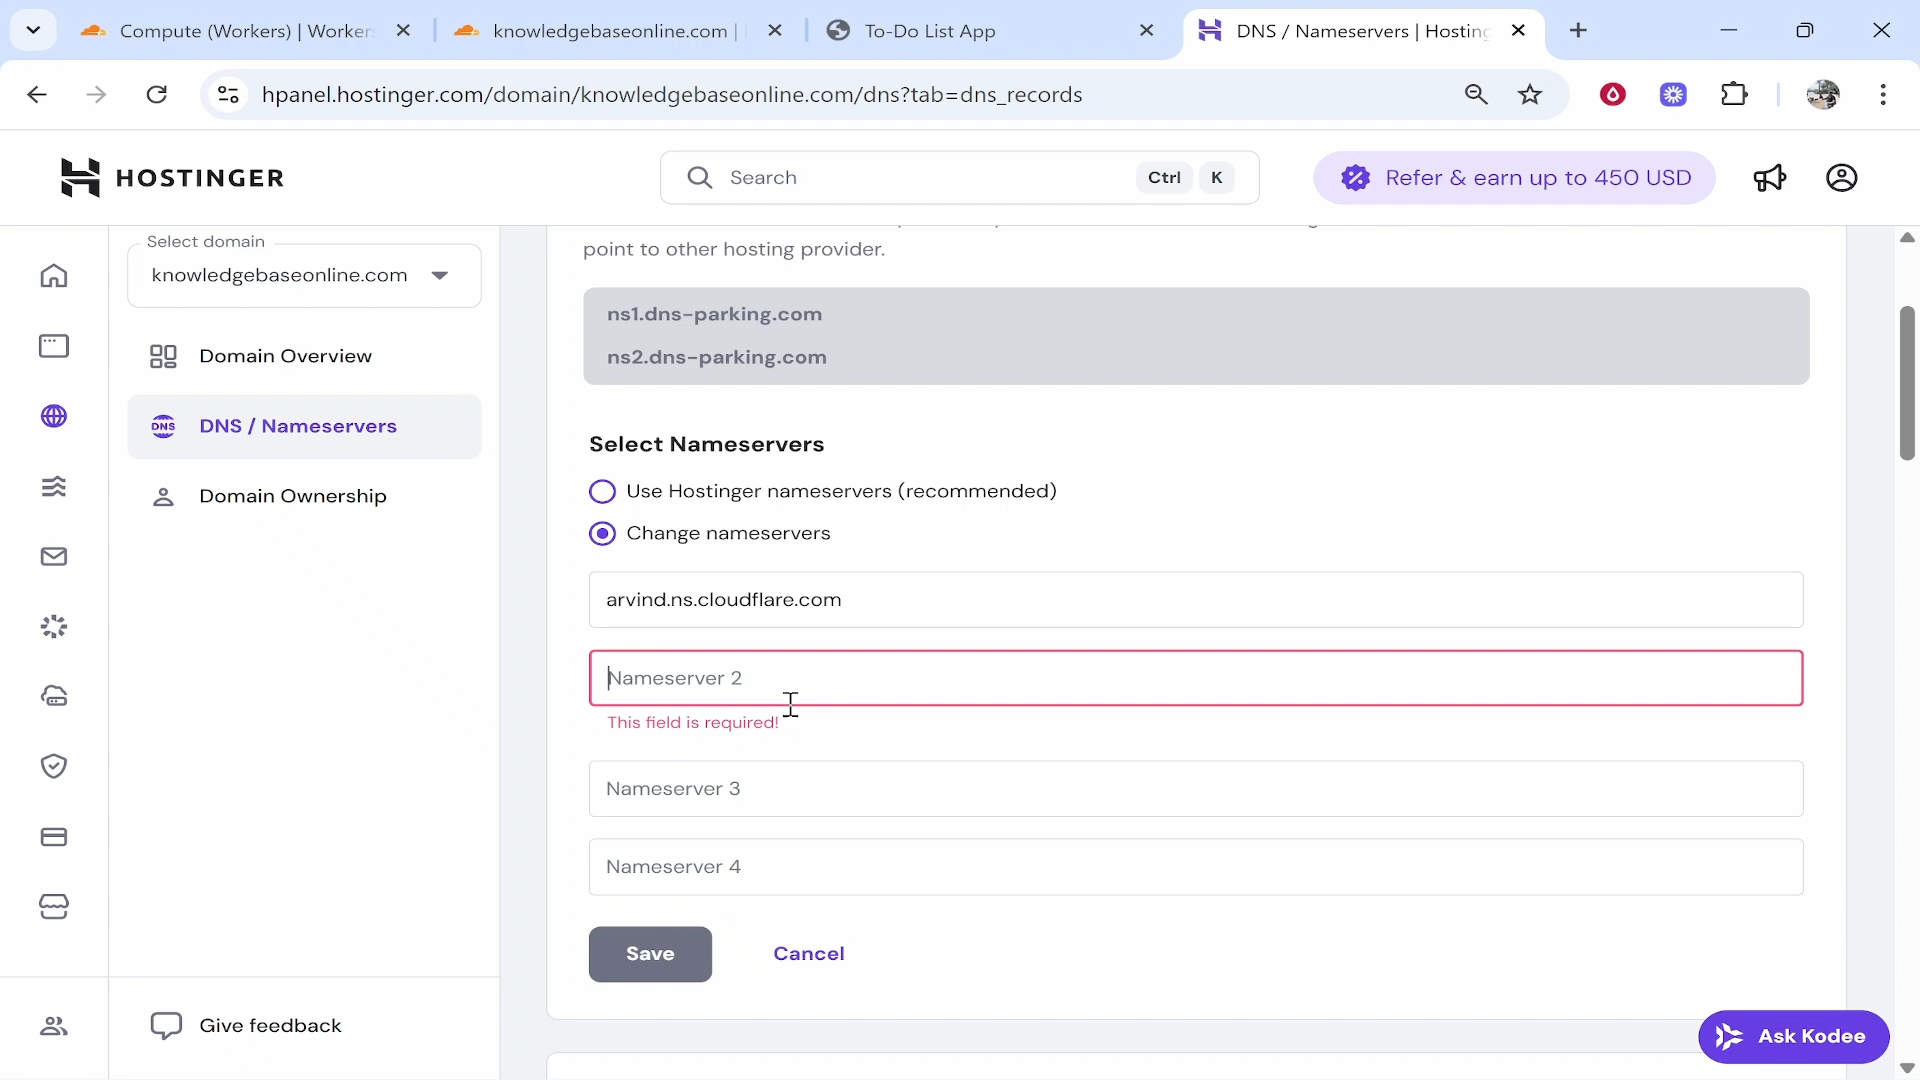 Compute (Workers) | Worker
knowledgebaseonline.com |
To-Do List App
DNS / Nameservers | Hosting
hpanel.hostinger.com/domain/knowledgebaseonline.com/dns?tab=dns_records
HOSTINGER
Search
Ctrl
K
Refer & earn up to 450 USD
Select domain
knowledgebaseonline.com
Domain Overview
DNS
DNS / Nameservers
Domain Ownership
Give feedback
point to other hosting provider.
ns1.dns-parking.com
ns2.dns-parking.com
Select Nameservers
Use Hostinger nameservers (recommended)
Change nameservers
arvind.ns.cloudflare.com
Nameserver 2
This field is required!
Nameserver 3
Nameserver 4
Save
Cancel
Ask Kodee